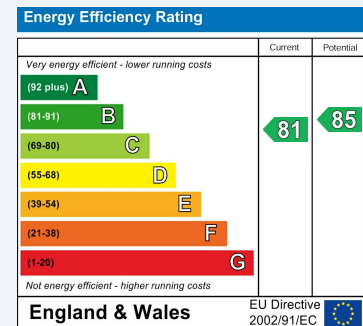 Energy Efficiency Rating
Current Potential
Very energy efficient - lower running costs
(92 plus) A
(81-91) B
(69-80) C
(55-68) D
(39-54) E
(21-38) F
(1-20) G
81
85
Not energy efficient - higher running costs
England & Wales
EU Directive
2002/91/EC